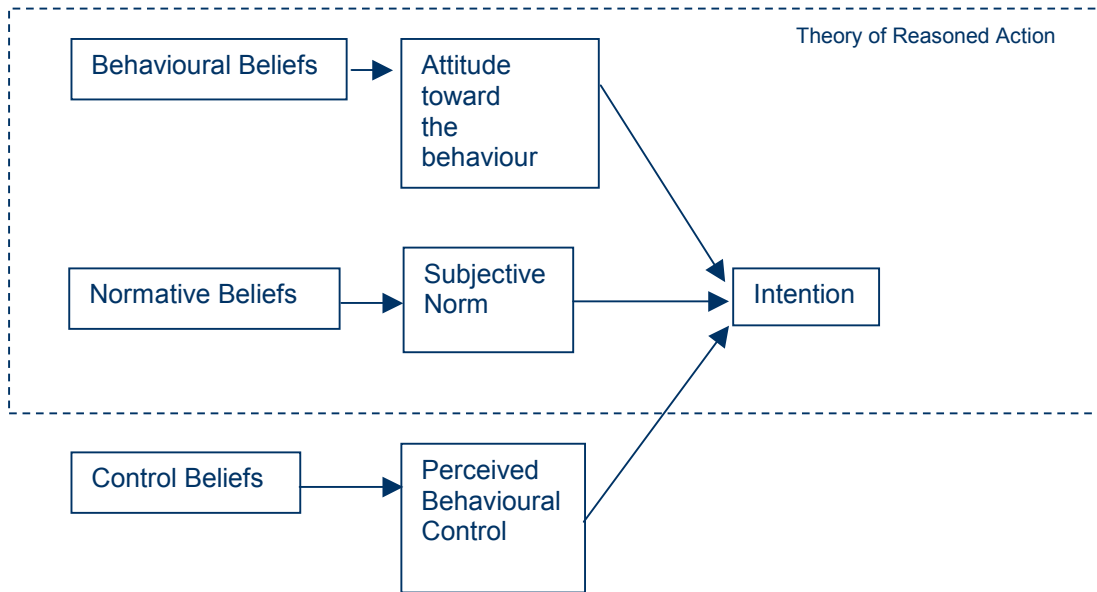 Theory of Reasoned Action
Behavioural Beliefs
Attitude
toward
the
behaviour
Normative Beliefs
Subjective
Norm
Intention
Control Beliefs
Perceived
Behavioural
Control